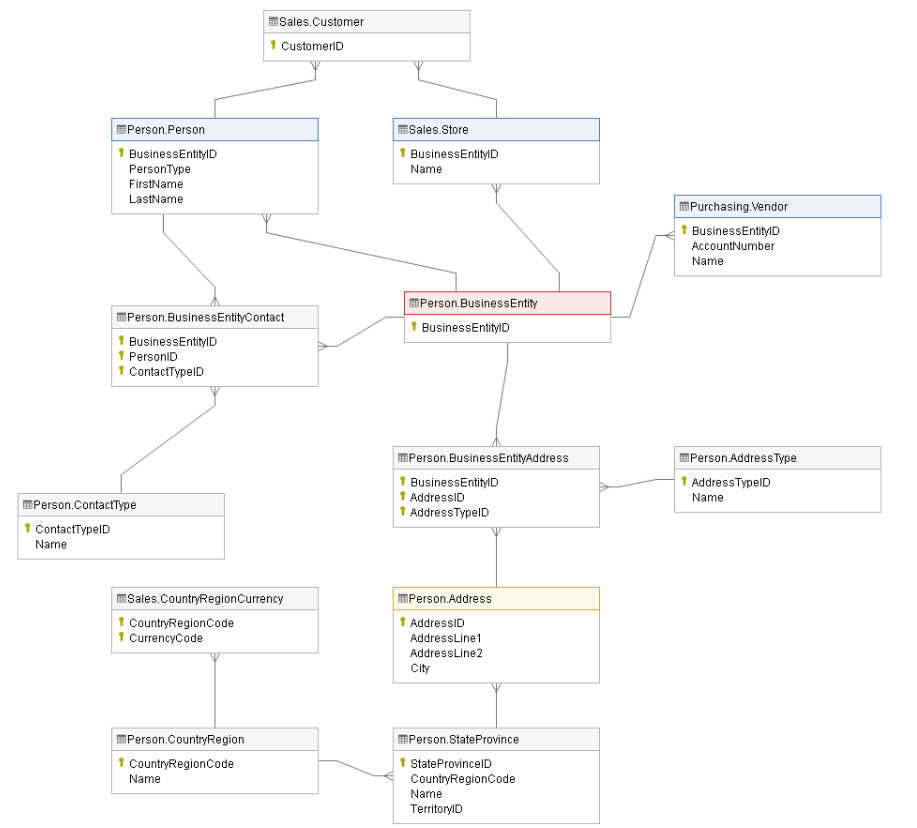 Sales.Customer
CustomerID
Person.Person
BusinessEntityID
PersonType
FirstName
LastName
Sales.Store
BusinessEntityID
Name
Purchasing.Vendor
BusinessEntityID
AccountNumber
Name
Person.BusinessEntity
BusinessEntityID
Person.BusinessEntityContact
BusinessEntityID
PersonID
ContactTypeID
Person.BusinessEntityAddress
BusinessEntityID
AddressID
AddressTypeID
Person.AddressType
AddressTypeID
Name
Person.ContactType
ContactTypeID
Name
Sales.CountryRegionCurrency
CountryRegionCode
CurrencyCode
Person.Address
AddressID
AddressLine1
AddressLine2
City
Person.CountryRegion
CountryRegionCode
Name
Person.StateProvince
StateProvinceID
CountryRegionCode
Name
TerritoryID